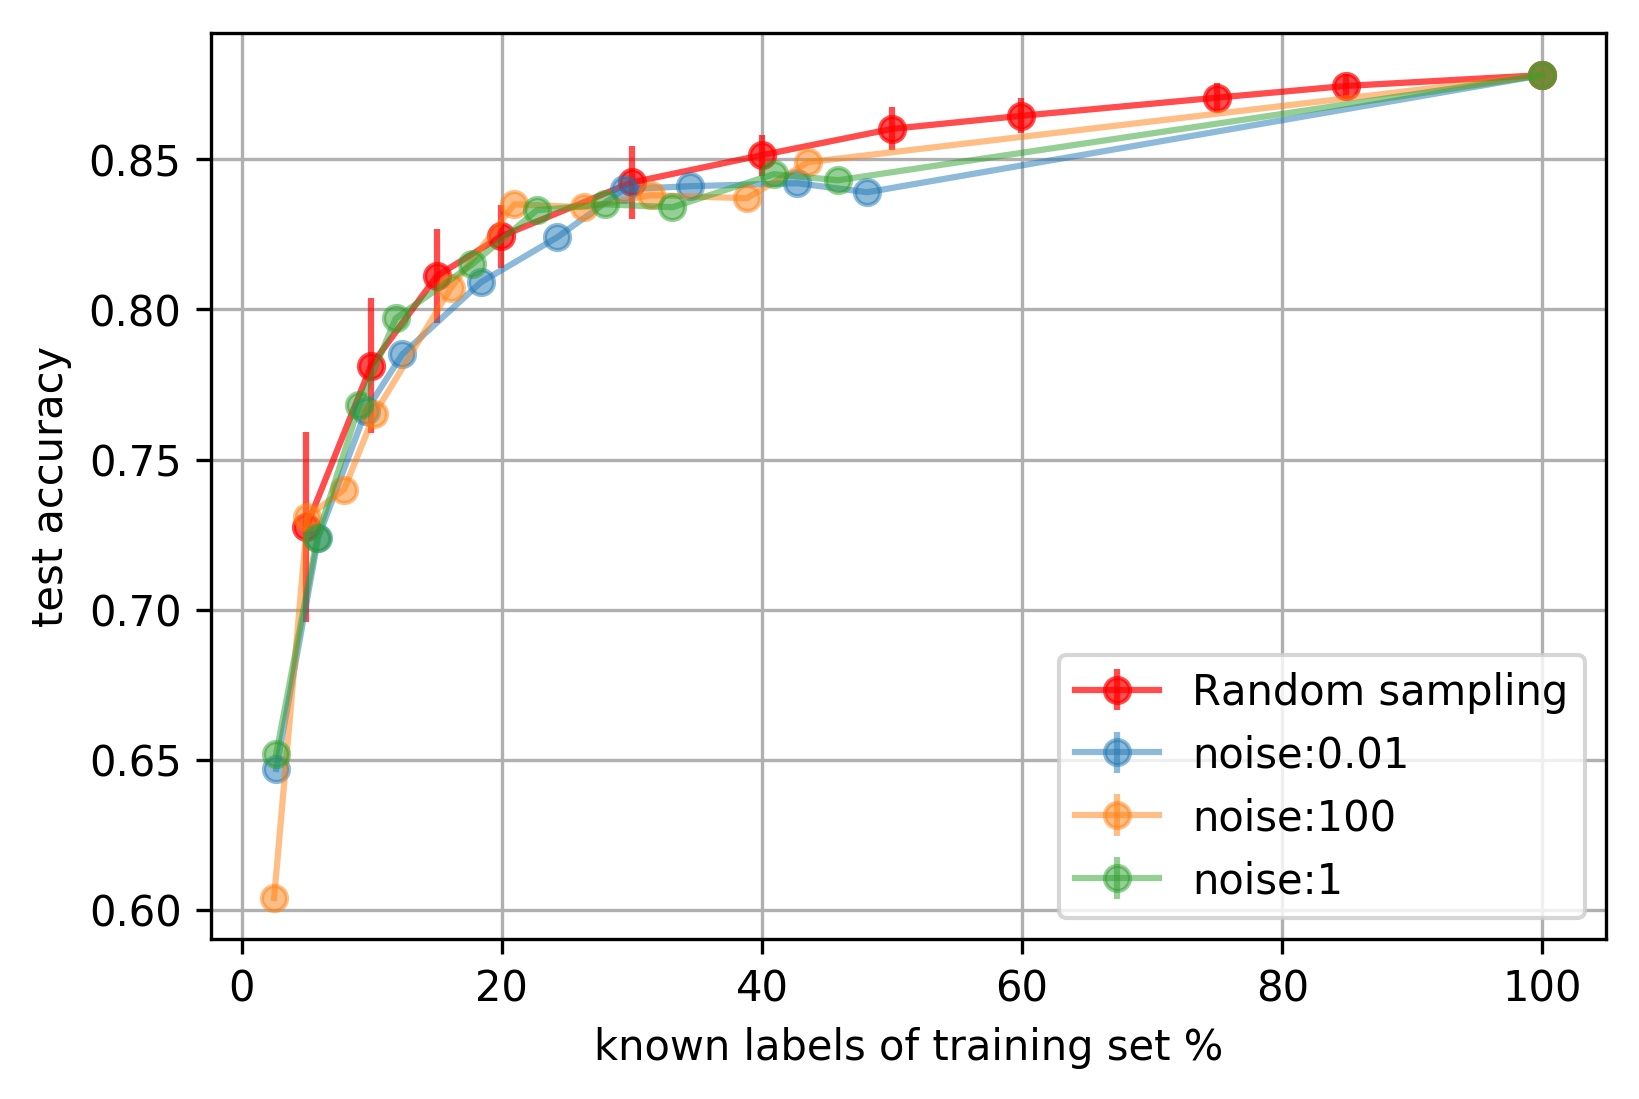 0.85
0.80
0.75
0.70
0.65
0.60
test accuracy
Random sampling
noise:0.01
noise:100
noise:1
0 20 40 60 80 100
known labels of training set %